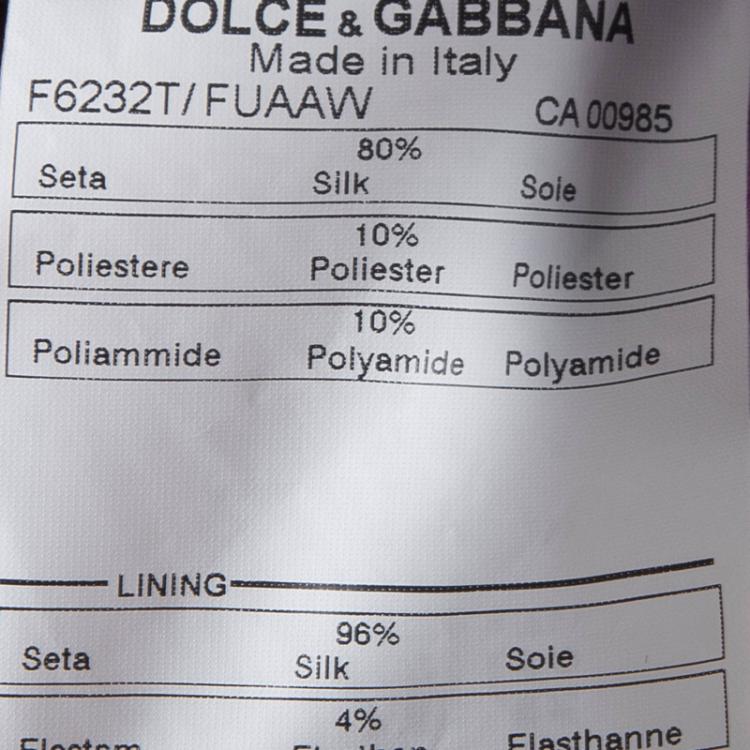 DOLCE & GABBANA
Made in Italy
F6232T/ FUAAW CA 00985
80%
Seta Silk Soie
10%
Poliestere Poliester Poliester
10%
Poliammide Polyamide Polyamide
LINING
96%
Seta Silk Soie
4%
Elasthanne